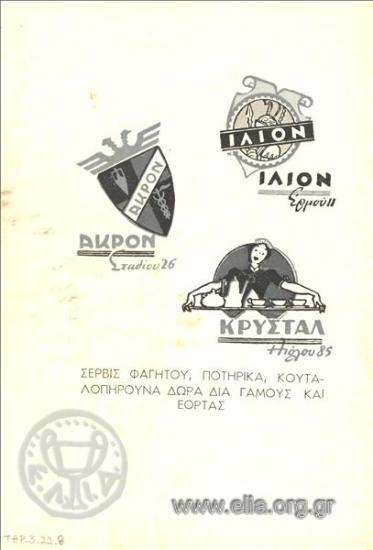 ΙΛΙΟΝ
ΙΛΙΟΝ
Ερμού 11
ΑΚΡΟΝ
ΑΚΡΟΝ
Σταδίου 26
ΚΡΥΣΤΑΛ
Αιόλου 85
ΣΕΡΒΙΣ ΦΑΓΗΤΟΥ, ΠΟΤΗΡΙΚΑ, ΚΟΥΤΑ-
ΛΟΠΗΡΟΥΝΑ ΔΩΡΑ ΔΙΑ ΓΑΜΟΥΣ ΚΑΙ
ΕΟΡΤΑΣ
Ε.Λ.Ι.Α
www.elia.org.gr
ΤΑΡ.3.22.8